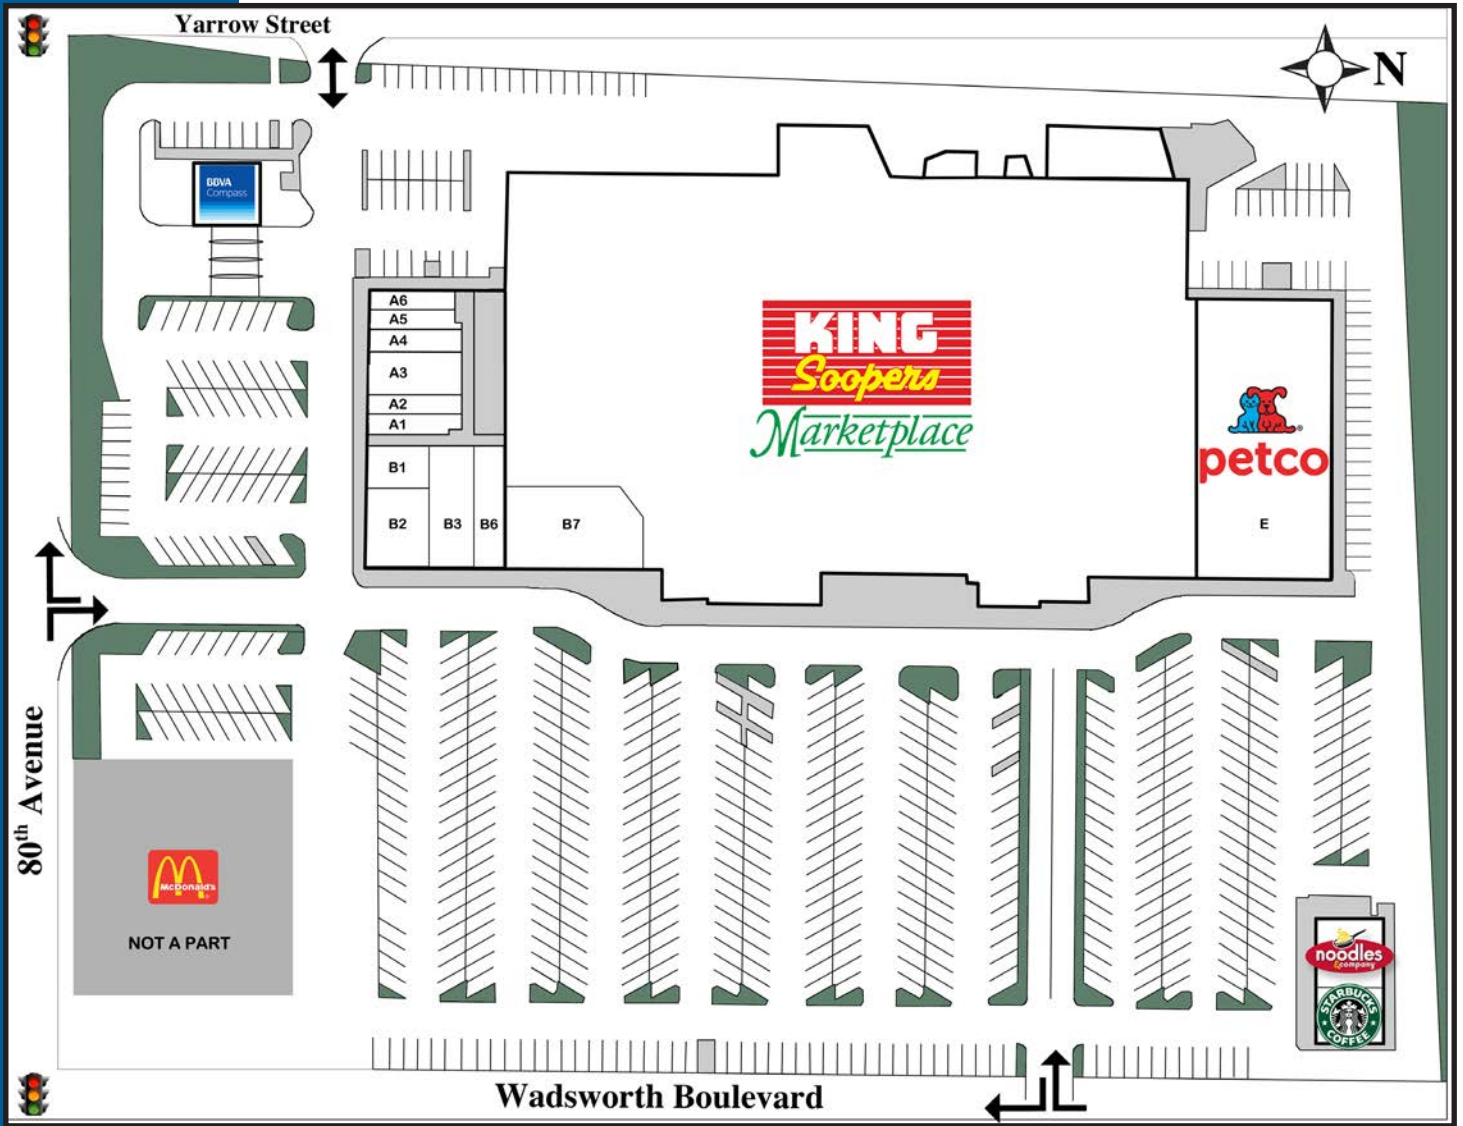 Yarrow Street
N
BBVA
Compass
A6
A5
A4
A3
A2
A1
B1
B2
B3
B6
B7
KING
Soopers
Marketplace
petco
E
80th Avenue
McDonald's
NOT A PART
noodles
&company
STARBUCKS
COFFEE
Wadsworth Boulevard